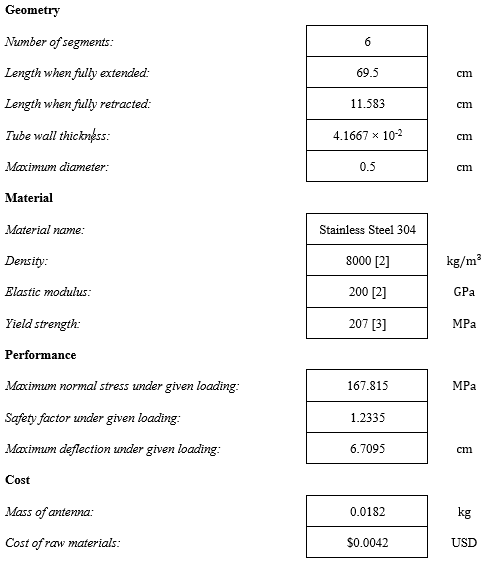 Geometry
Number of segments: 6
Length when fully extended: 69.5 cm
Length when fully retracted: 11.583 cm
Tube wall thickness: 4.1667 × 10⁻² cm
Maximum diameter: 0.5 cm
Material
Material name: Stainless Steel 304
Density: 8000 [2] kg/m³
Elastic modulus: 200 [2] GPa
Yield strength: 207 [3] MPa
Performance
Maximum normal stress under given loading: 167.815 MPa
Safety factor under given loading: 1.2335
Maximum deflection under given loading: 6.7095 cm
Cost
Mass of antenna: 0.0182 kg
Cost of raw materials: $0.0042 USD